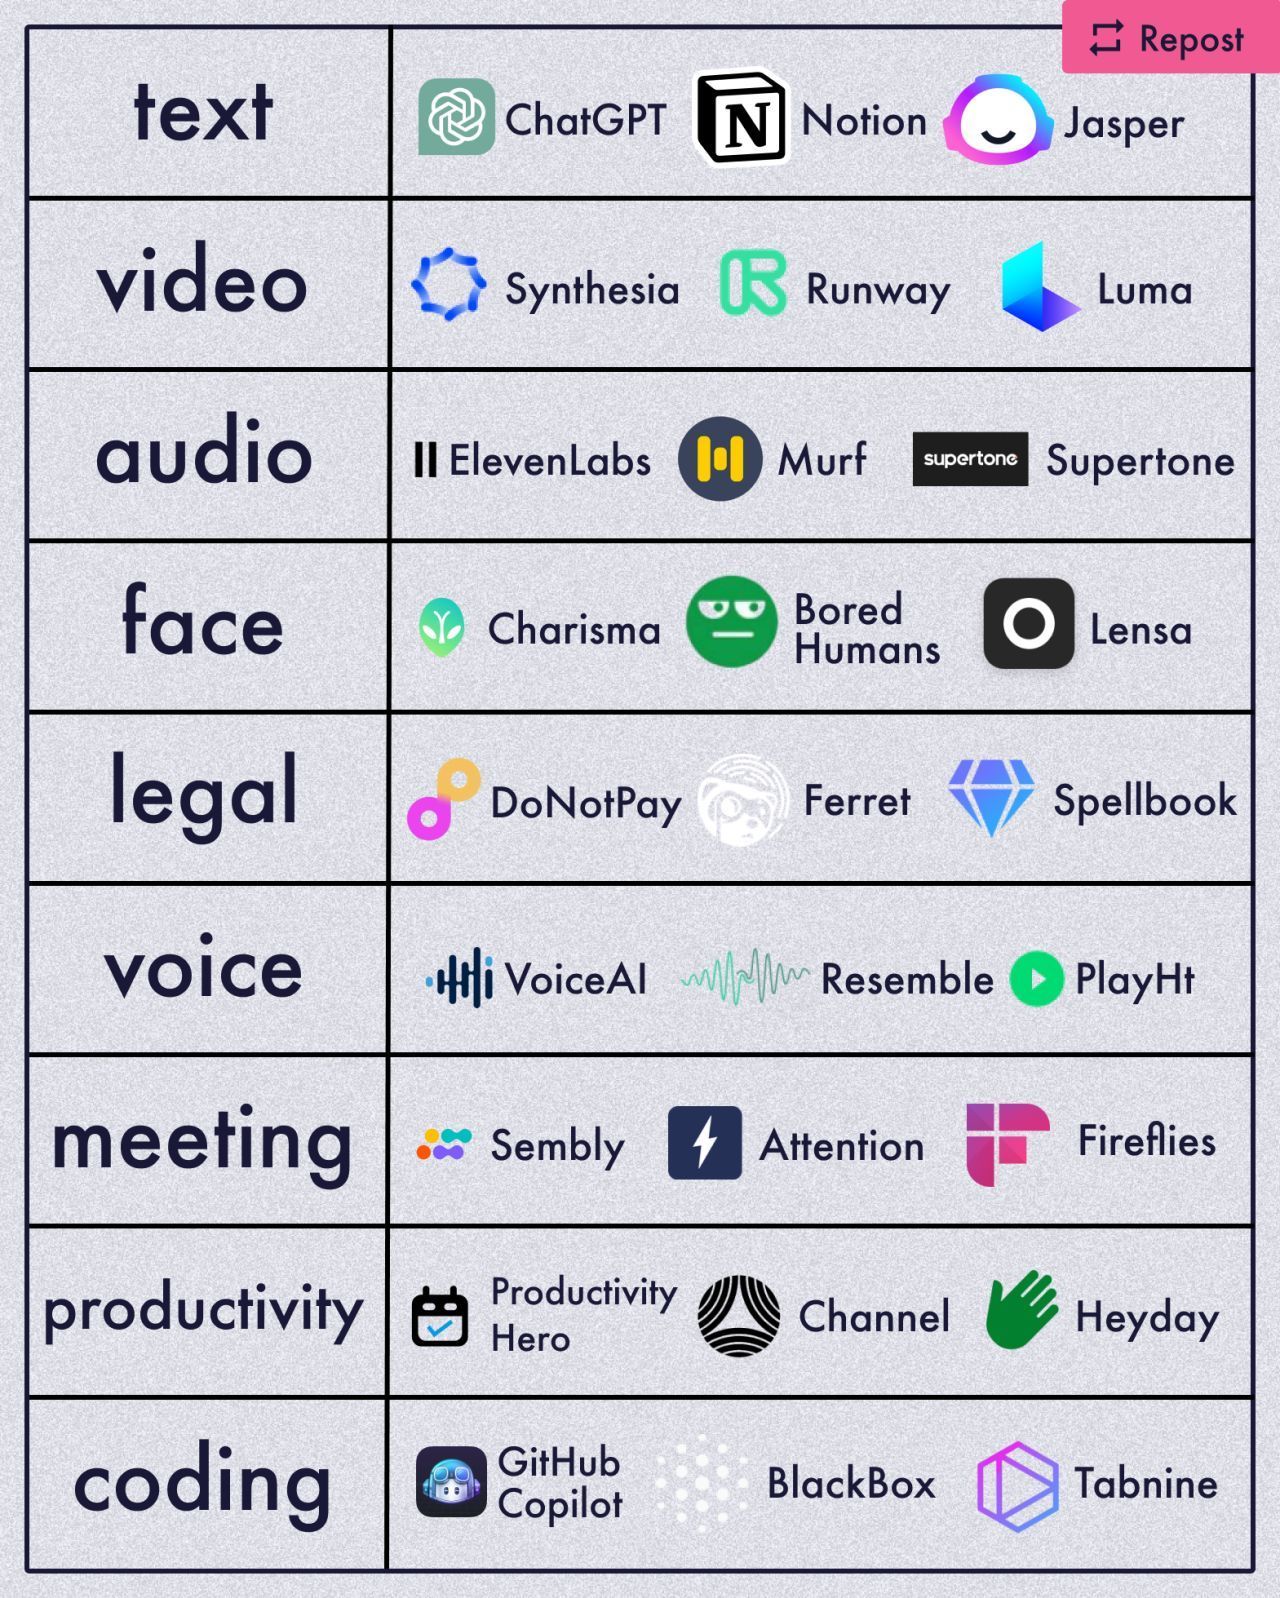 Repost
text
ChatGPT
N
Notion
Jasper
video
Synthesia
Runway
Luma
audio
ElevenLabs
Murf
supertone
Supertone
face
Charisma
Bored
Humans
Lensa
legal
DoNotPay
Ferret
Spellbook
voice
VoiceAI
Resemble
PlayHt
meeting
Sembly
Attention
Fireflies
productivity
Productivity
Hero
Channel
Heyday
coding
GitHub
Copilot
BlackBox
Tabnine